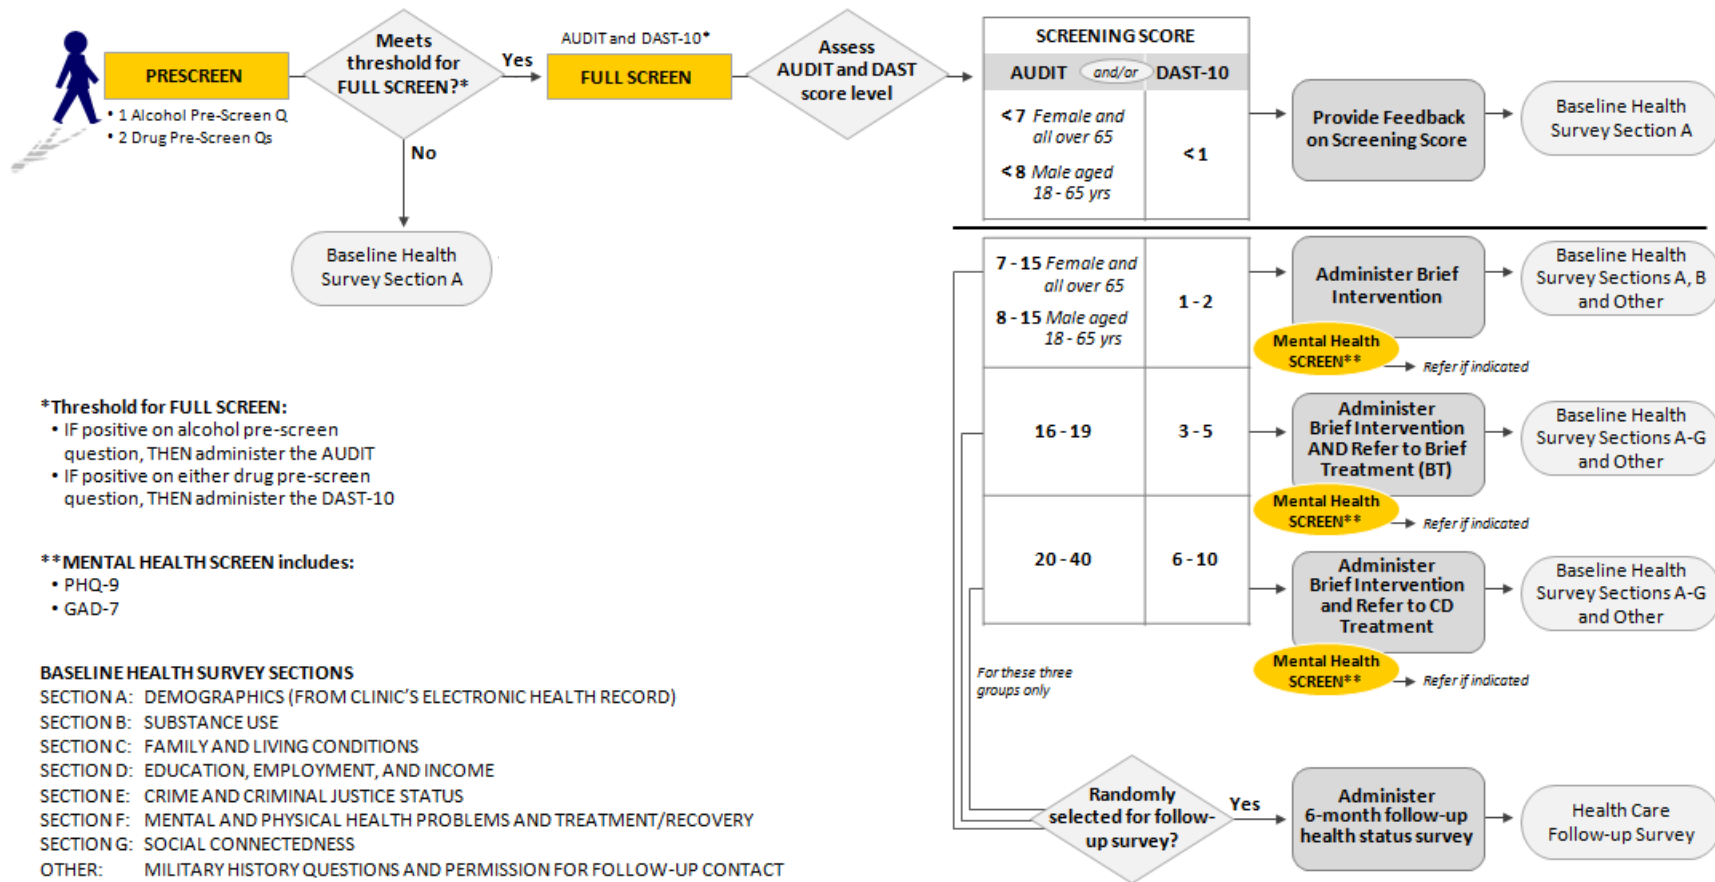 PRESCREEN
• 1 Alcohol Pre-Screen Q
• 2 Drug Pre-Screen Qs
Meets
threshold for
FULL SCREEN?*
Yes
No
Baseline Health
Survey Section A
AUDIT and DAST-10*
FULL SCREEN
Assess
AUDIT and DAST
score level
SCREENING SCORE
AUDIT and/or DAST-10
< 7 Female and
all over 65
< 8 Male aged
18 - 65 yrs
< 1
Provide Feedback
on Screening Score
Baseline Health
Survey Section A
7 - 15 Female and
all over 65
8 - 15 Male aged
18 - 65 yrs
1 - 2
Administer Brief
Intervention
Baseline Health
Survey Sections A, B
and Other
Mental Health
SCREEN**
Refer if indicated
16 - 19
3 - 5
Administer
Brief Intervention
AND Refer to Brief
Treatment (BT)
Baseline Health
Survey Sections A-G
and Other
Mental Health
SCREEN**
Refer if indicated
20 - 40
6 - 10
Administer
Brief Intervention
and Refer to CD
Treatment
Baseline Health
Survey Sections A-G
and Other
Mental Health
SCREEN**
Refer if indicated
For these three
groups only
Randomly
selected for follow-
up survey?
Yes
Administer
6-month follow-up
health status survey
Health Care
Follow-up Survey
*Threshold for FULL SCREEN:
• IF positive on alcohol pre-screen
question, THEN administer the AUDIT
• IF positive on either drug pre-screen
question, THEN administer the DAST-10
**MENTAL HEALTH SCREEN includes:
• PHQ-9
• GAD-7
BASELINE HEALTH SURVEY SECTIONS
SECTION A: DEMOGRAPHICS (FROM CLINIC'S ELECTRONIC HEALTH RECORD)
SECTION B: SUBSTANCE USE
SECTION C: FAMILY AND LIVING CONDITIONS
SECTION D: EDUCATION, EMPLOYMENT, AND INCOME
SECTION E: CRIME AND CRIMINAL JUSTICE STATUS
SECTION F: MENTAL AND PHYSICAL HEALTH PROBLEMS AND TREATMENT/RECOVERY
SECTION G: SOCIAL CONNECTEDNESS
OTHER: MILITARY HISTORY QUESTIONS AND PERMISSION FOR FOLLOW-UP CONTACT